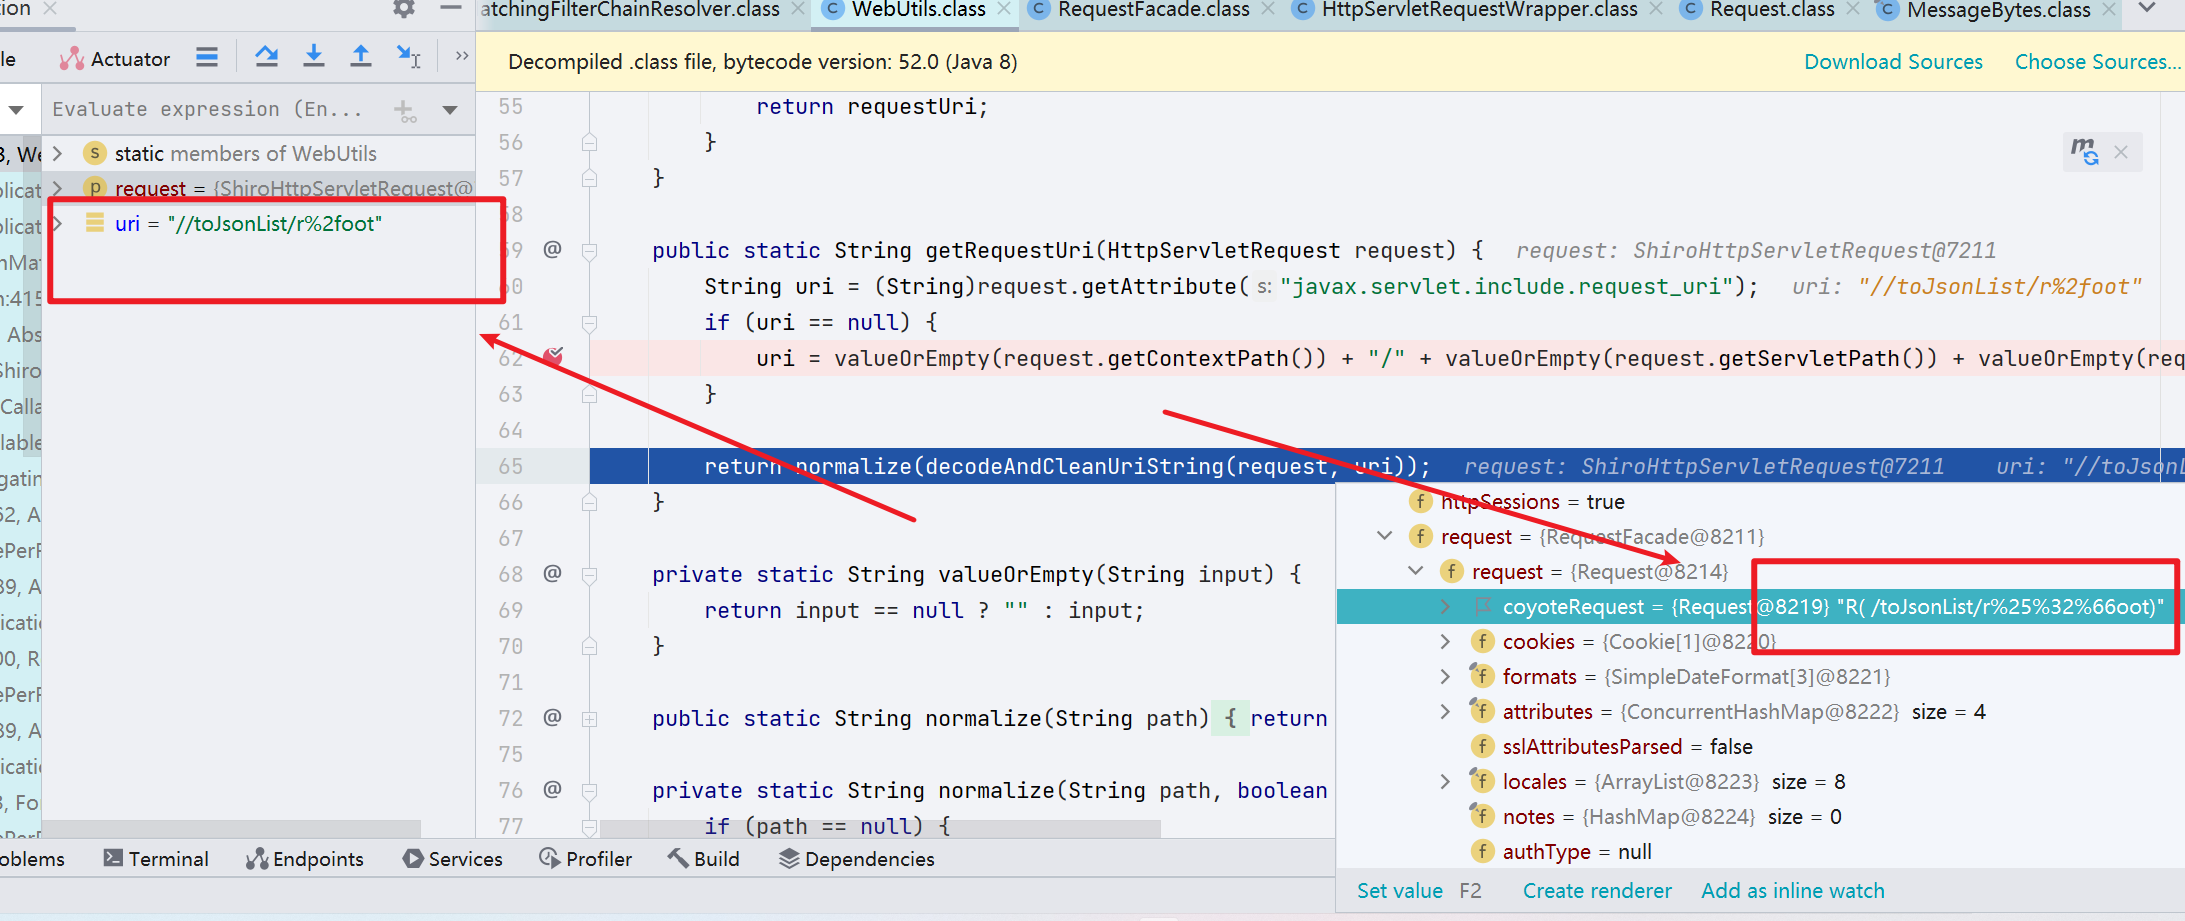 tion
atchingFilterChainResolver.class WebUtils.class RequestFacade.class HttpServletRequestWrapper.class Request.class MessageBytes.class
le Actuator
Decompiled .class file, bytecode version: 52.0 (Java 8) Download Sources Choose Sources...
Evaluate expression (En...
static members of WebUtils
request = {ShiroHttpServletRequest@
uri = "//toJsonList/r%2foot"
3, We
plicat
plicat
nMat
n:415
Abs
Shiro
Calla
lable
gatin
62, A
ePerF
39, A
icatio
00, R
ePerF
39, A
icatio
3, Fo
ePerF
55 return requestUri;
56 }
57 }
58
59 @ public static String getRequestUri(HttpServletRequest request) { request: ShiroHttpServletRequest@7211
60 String uri = (String)request.getAttribute( s: "javax.servlet.include.request_uri"); uri: "//toJsonList/r%2foot"
61 if (uri == null) {
62 uri = valueOrEmpty(request.getContextPath()) + "/" + valueOrEmpty(request.getServletPath()) + valueOrEmpty(req
63 }
64
65 return normalize(decodeAndCleanUriString(request, uri)); request: ShiroHttpServletRequest@7211 uri: "//toJsonL
66 }
67
68 @ private static String valueOrEmpty(String input) {
69 return input == null ? "" : input;
70 }
71
72 @ public static String normalize(String path) { return
75
76 @ private static String normalize(String path, boolean
77 if (path == null) {
httpSessions = true
request = {RequestFacade@8211}
request = {Request@8214}
coyoteRequest = {Request@8219} "R( /toJsonList/r%25%32%66oot)"
cookies = {Cookie[1]@8220}
formats = {SimpleDateFormat[3]@8221}
attributes = {ConcurrentHashMap@8222} size = 4
sslAttributesParsed = false
locales = {ArrayList@8223} size = 8
notes = {HashMap@8224} size = 0
authType = null
Set value F2 Create renderer Add as inline watch
oblems Terminal Endpoints Services Profiler Build Dependencies